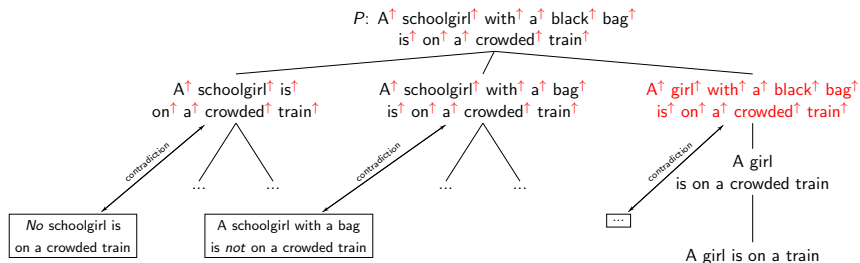 P: A↑ schoolgirl↑ with↑ a↑ black↑ bag↑
is↑ on↑ a↑ crowded↑ train↑
A↑ schoolgirl↑ is↑
on↑ a↑ crowded↑ train↑
A↑ schoolgirl↑ with↑ a↑ bag↑
is↑ on↑ a↑ crowded↑ train↑
A↑ girl↑ with↑ a↑ black↑ bag↑
is↑ on↑ a↑ crowded↑ train↑
contradiction
contradiction
contradiction
A girl
is on a crowded train
...
...
...
...
No schoolgirl is
on a crowded train
A schoolgirl with a bag
is not on a crowded train
...
A girl is on a train